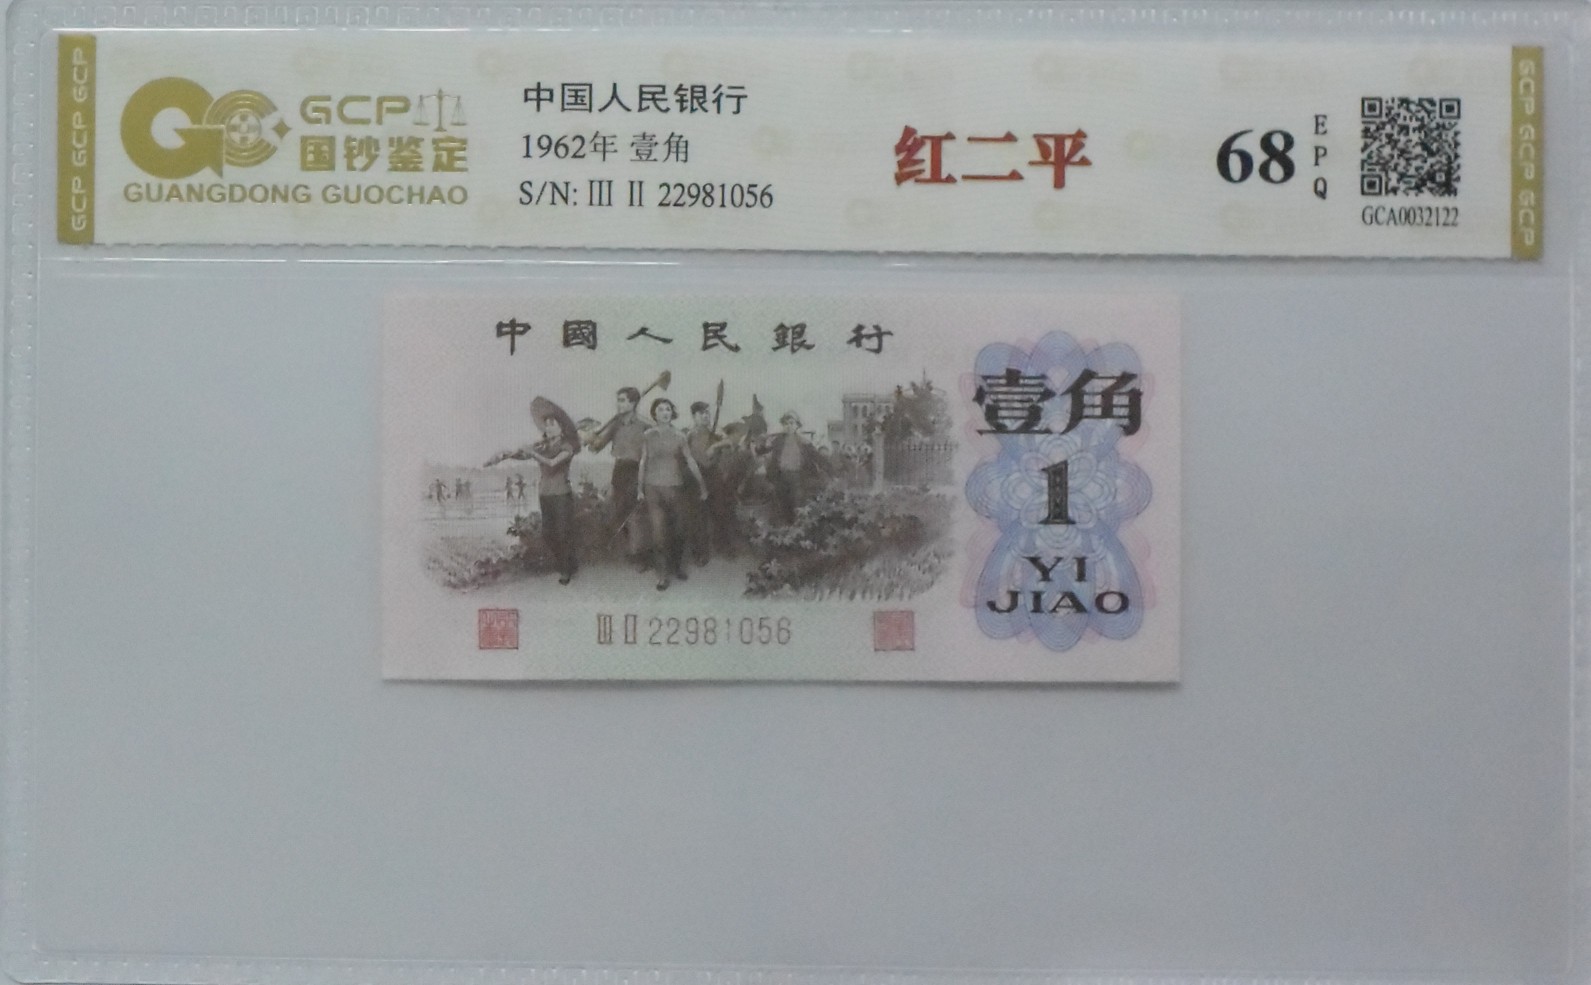 GCP GCP GCP
GCP
国钞鉴定
GUANGDONG GUOCHAO
中国人民银行
1962年 壹角
S/N: III II 22981056
红二平
68
EPQ
GCA0032122
GCP GCP GCP
中國人民銀行
壹角
1
YI
JIAO
III II 22981056